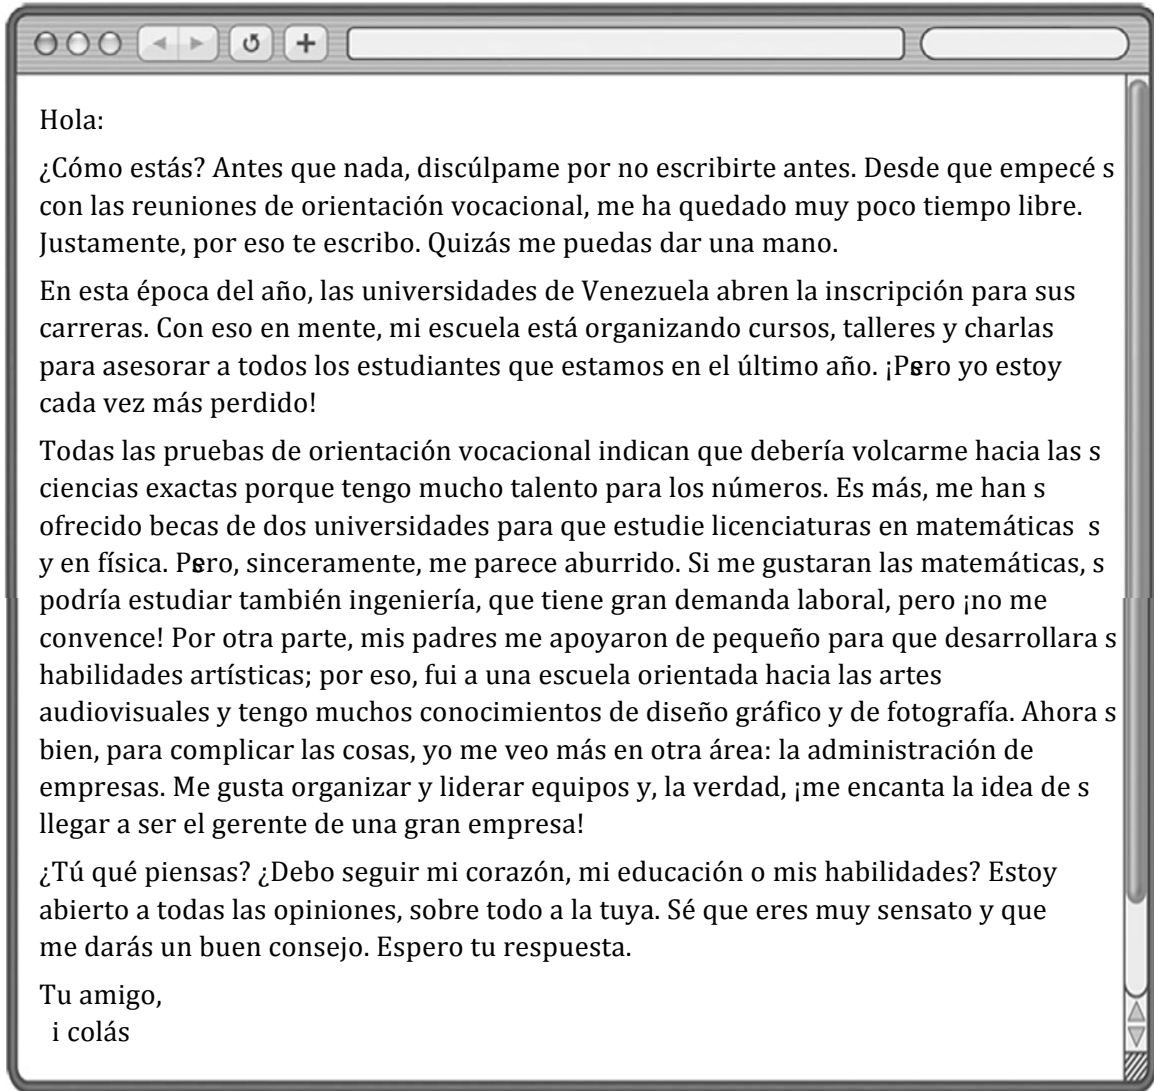 Hola:
¿Cómo estás? Antes que nada, discúlpame por no escribirte antes. Desde que empecé s
con las reuniones de orientación vocacional, me ha quedado muy poco tiempo libre.
Justamente, por eso te escribo. Quizás me puedas dar una mano.
En esta época del año, las universidades de Venezuela abren la inscripción para sus
carreras. Con eso en mente, mi escuela está organizando cursos, talleres y charlas
para asesorar a todos los estudiantes que estamos en el último año. ¡Pero yo estoy
cada vez más perdido!
Todas las pruebas de orientación vocacional indican que debería volcarme hacia las s
ciencias exactas porque tengo mucho talento para los números. Es más, me han s
ofrecido becas de dos universidades para que estudie licenciaturas en matemáticas s
y en física. Pero, sinceramente, me parece aburrido. Si me gustaran las matemáticas, s
podría estudiar también ingeniería, que tiene gran demanda laboral, pero ¡no me
convence! Por otra parte, mis padres me apoyaron de pequeño para que desarrollara s
habilidades artísticas; por eso, fui a una escuela orientada hacia las artes
audiovisuales y tengo muchos conocimientos de diseño gráfico y de fotografía. Ahora s
bien, para complicar las cosas, yo me veo más en otra área: la administración de
empresas. Me gusta organizar y liderar equipos y, la verdad, ¡me encanta la idea de s
llegar a ser el gerente de una gran empresa!
¿Tú qué piensas? ¿Debo seguir mi corazón, mi educación o mis habilidades? Estoy
abierto a todas las opiniones, sobre todo a la tuya. Sé que eres muy sensato y que
me darás un buen consejo. Espero tu respuesta.
Tu amigo,
i colás